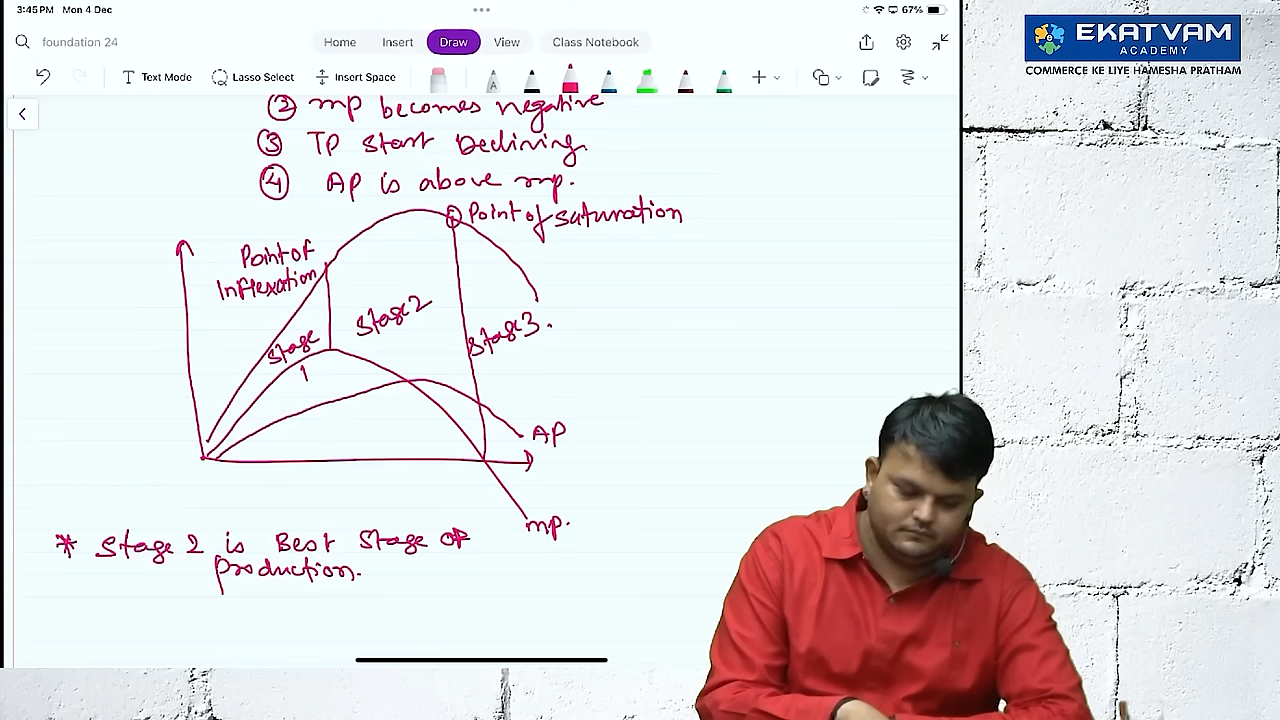 3:45 PM Mon 4 Dec
67%
EKATVAM
ACADEMY
COMMERCE KE LIYE HAMESHA PRATHAM
foundation 24
Home Insert Draw View Class Notebook
Text Mode Lasso Select Insert Space
② mp becomes negative
③ TP start Declining.
④ AP is above mp.
Point of saturation
Point of
Inflexation
Stage
1
Stage 2
Stage 3.
AP
mp.
* Stage 2 is Best Stage of
production.